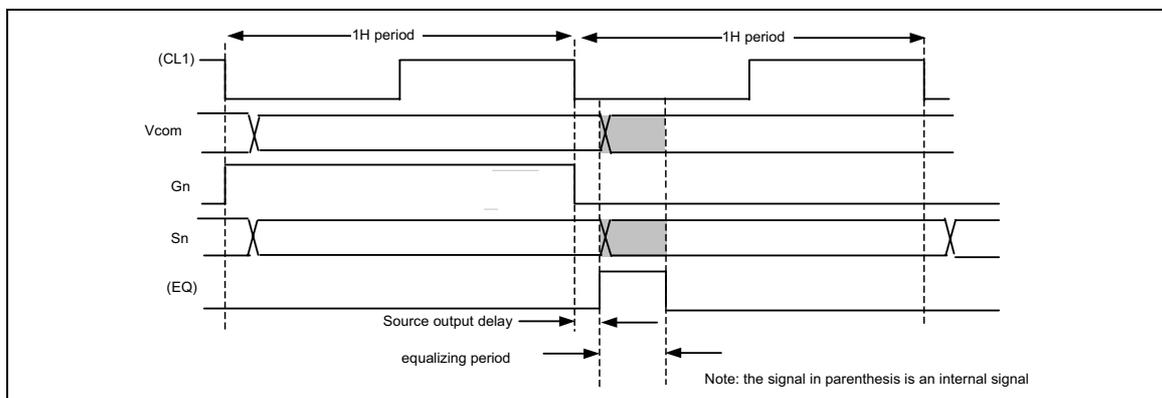 1H period
1H period
(CL1)
Vcom
Gn
Sn
(EQ)
Source output delay
equalizing period
Note: the signal in parenthesis is an internal signal